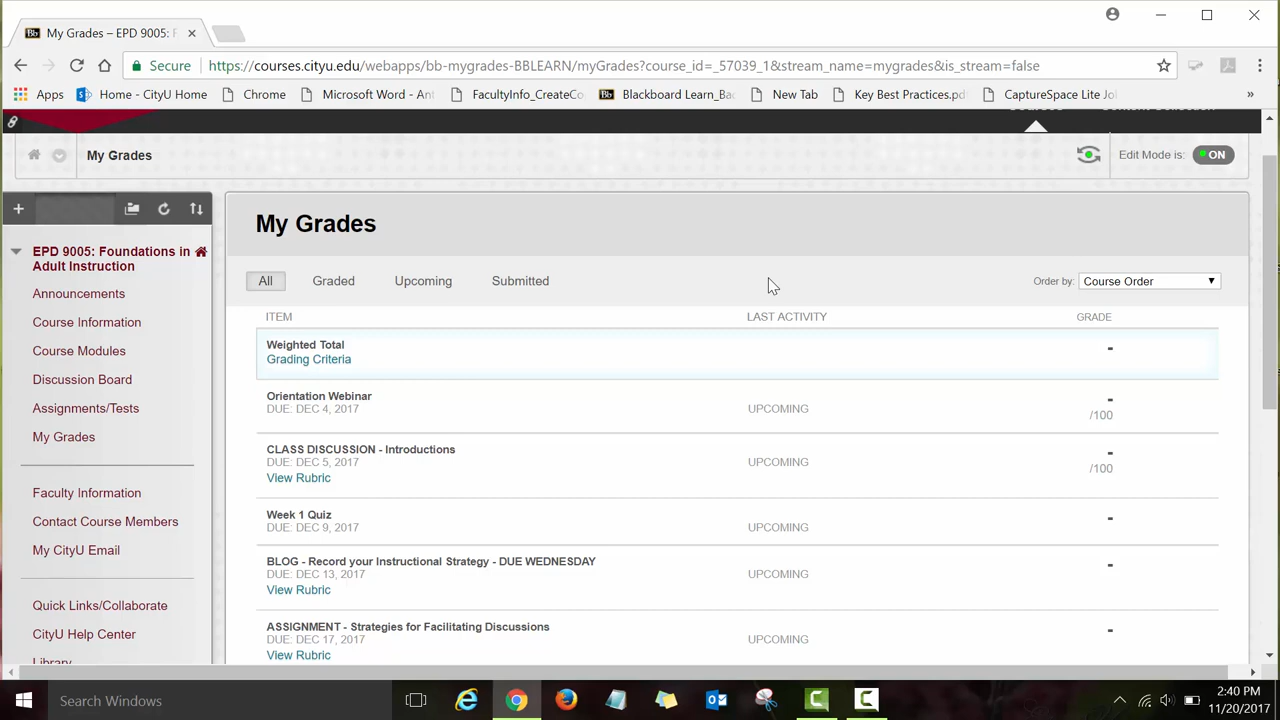 My Grades – EPD 9005: F
Secure
https://courses.cityu.edu/webapps/bb-mygrades-BBLEARN/myGrades?course_id=_57039_1&stream_name=mygrades&is_stream=false
Apps
Home - CityU Home
Chrome
Microsoft Word - Ant
FacultyInfo_CreateCo
Bb
Blackboard Learn_Bac
New Tab
Key Best Practices.pd
CaptureSpace Lite Jo
»
My Grades
Edit Mode is:
ON
My Grades
All
Graded
Upcoming
Submitted
Order by:
Course Order
EPD 9005: Foundations in
Adult Instruction
Announcements
Course Information
Course Modules
Discussion Board
Assignments/Tests
My Grades
Faculty Information
Contact Course Members
My CityU Email
Quick Links/Collaborate
CityU Help Center
Library
ITEM
LAST ACTIVITY
GRADE
Weighted Total
-
Grading Criteria
Orientation Webinar
-
DUE: DEC 4, 2017
UPCOMING
/100
CLASS DISCUSSION - Introductions
-
DUE: DEC 5, 2017
UPCOMING
/100
View Rubric
Week 1 Quiz
-
DUE: DEC 9, 2017
UPCOMING
BLOG - Record your Instructional Strategy - DUE WEDNESDAY
-
DUE: DEC 13, 2017
UPCOMING
View Rubric
ASSIGNMENT - Strategies for Facilitating Discussions
-
DUE: DEC 17, 2017
UPCOMING
View Rubric
Search Windows
2:40 PM
11/20/2017